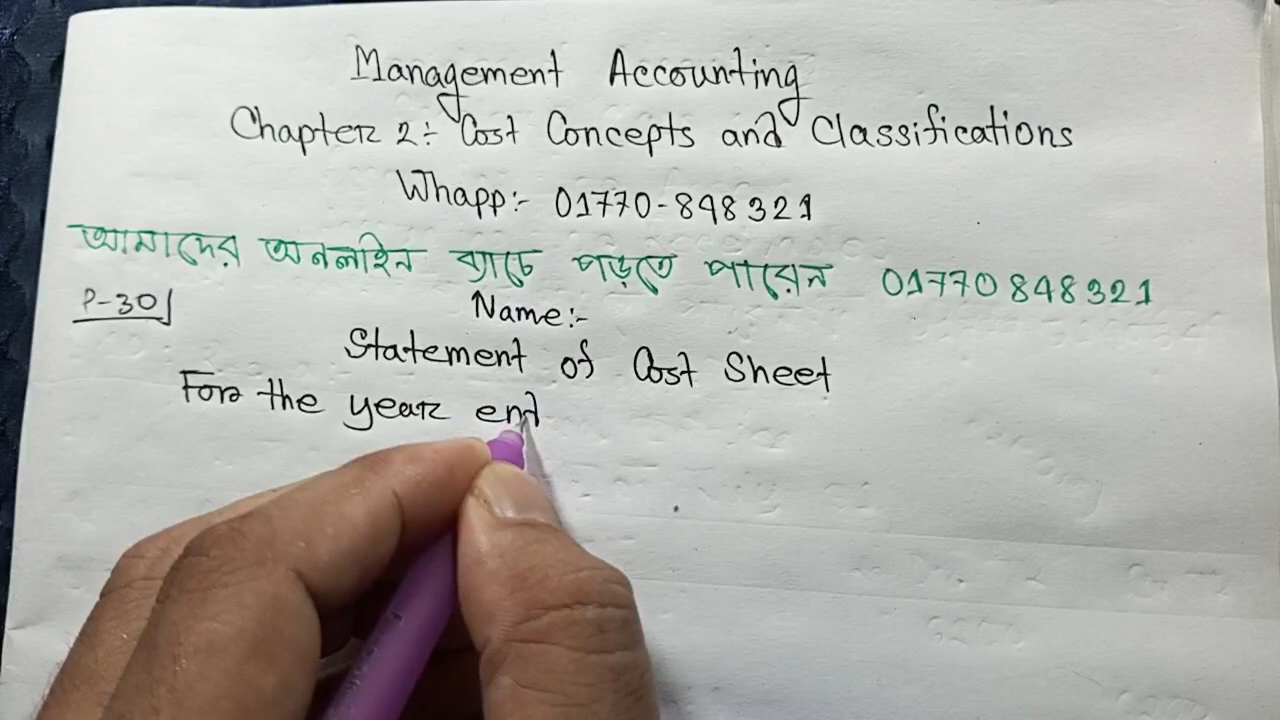 Management Accounting
Chapter 2:- Cost Concepts and Classifications
Whapp:- 01770-848321
আমাদের অনলাইন ব্যাচে পড়তে পারেন 01770848321
P-30
Name:-
Statement of Cost Sheet
For the year end